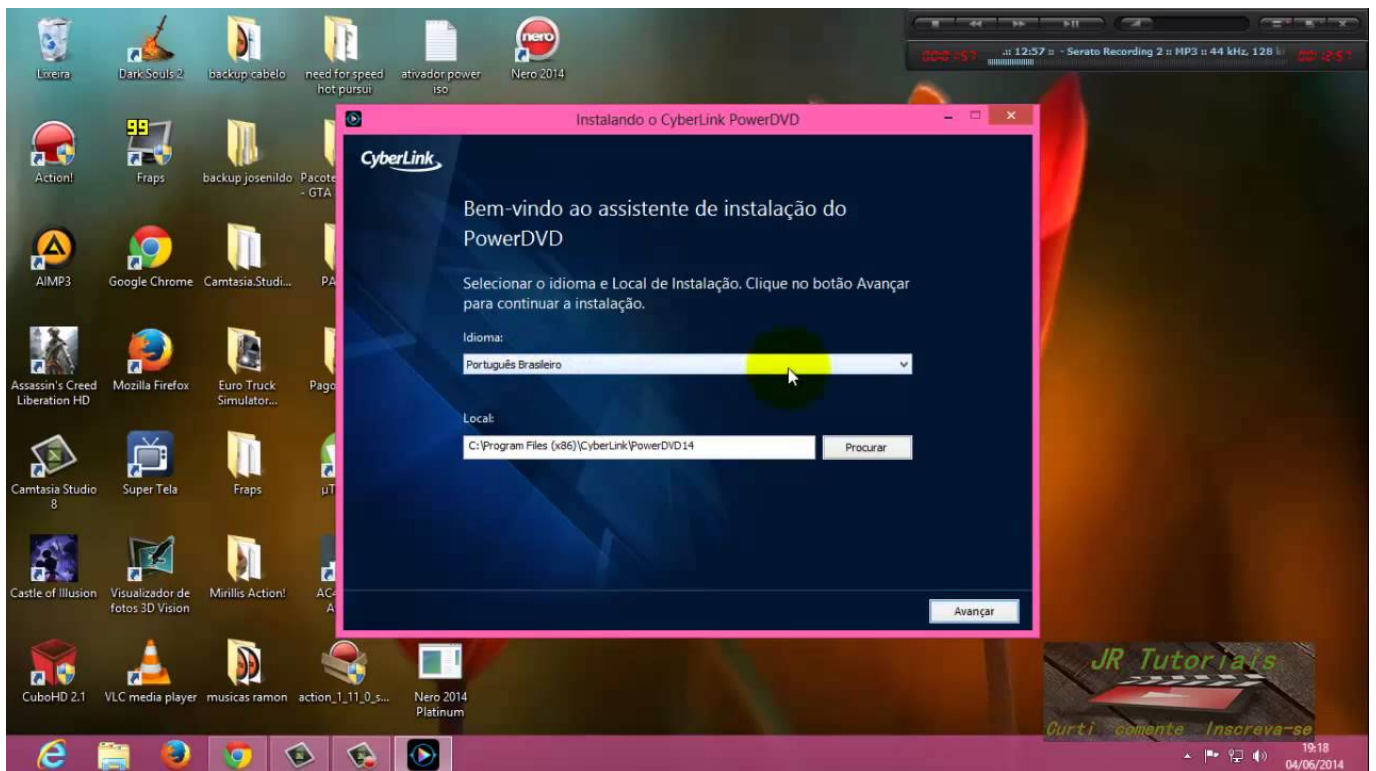 Lixeira
Dark Souls 2
backup cabelo
need for speed
hot pursui
ativador power
iso
nero
Nero 2014
.:: 12:57 :: - Serato Recording 2 :: MP3 :: 44 kHz, 128 k
Instalando o CyberLink PowerDVD
CyberLink
Bem-vindo ao assistente de instalação do
PowerDVD
Selecionar o idioma e Local de Instalação. Clique no botão Avançar
para continuar a instalação.
Idioma:
Português Brasileiro
Local:
C:\Program Files (x86)\CyberLink\PowerDVD14
Procurar
Avançar
Action!
99
Fraps
backup josenildo
Pacote
- GTA
AIMP3
Google Chrome
Camtasia.Studi...
PA
Assassin's Creed
Liberation HD
Mozilla Firefox
Euro Truck
Simulator...
Pago
Camtasia Studio
8
Super Tela
Fraps
µT
Castle of Illusion
Visualizador de
fotos 3D Vision
Mirillis Action!
AC4
A
CuboHD 2.1
VLC media player
musicas ramon
action_1_11_0_s...
Nero 2014
Platinum
JR Tutoriais
Curti comente Inscreva-se
19:18
04/06/2014